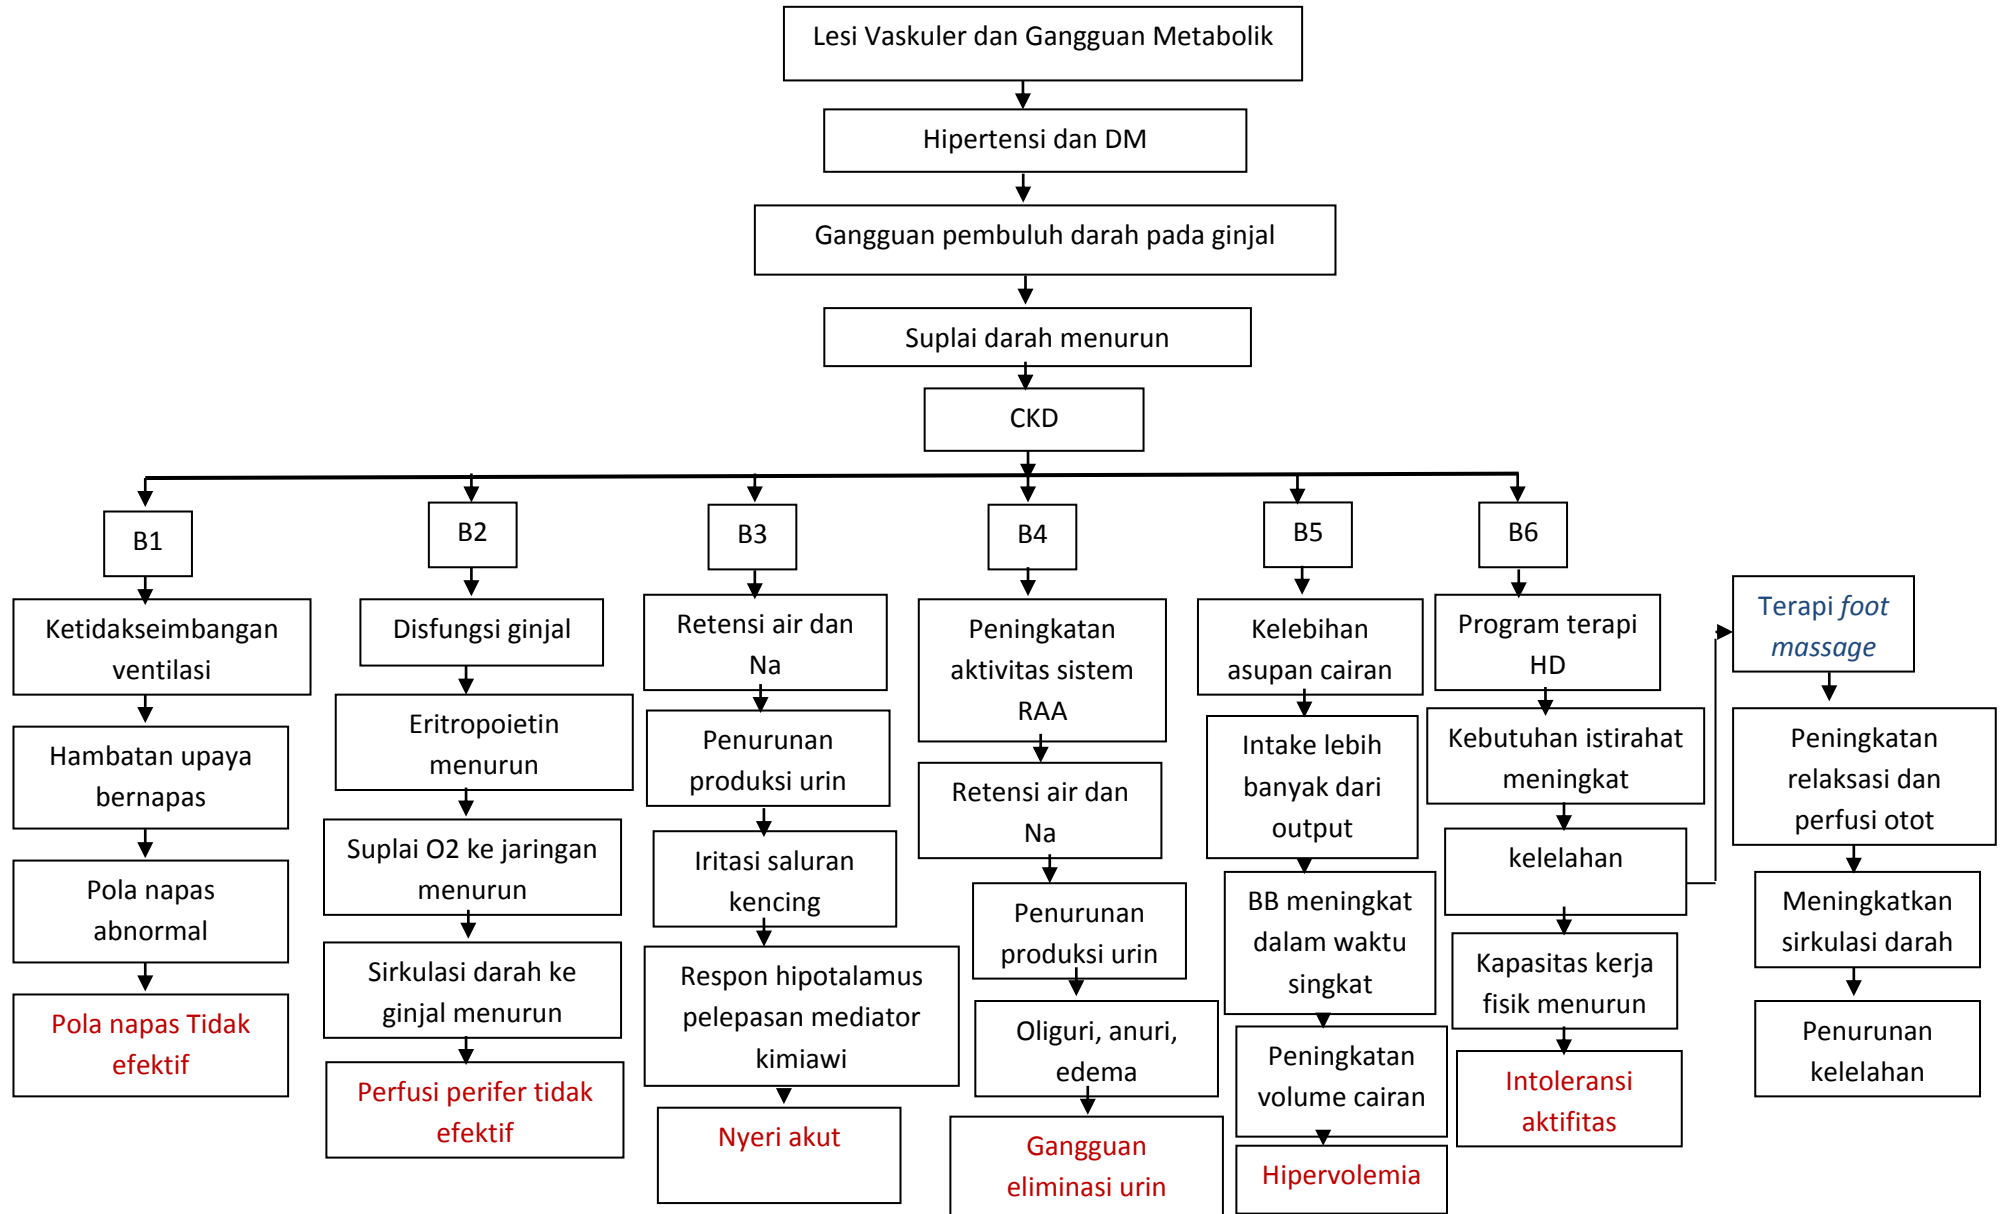 Lesi Vaskuler dan Gangguan Metabolik
Hipertensi dan DM
Gangguan pembuluh darah pada ginjal
Suplai darah menurun
CKD
B1
Ketidakseimbangan
ventilasi
Hambatan upaya
bernapas
Pola napas
abnormal
Pola napas Tidak
efektif
B2
Disfungsi ginjal
Eritropoietin
menurun
Suplai O2 ke jaringan
menurun
Sirkulasi darah ke
ginjal menurun
Perfusi perifer tidak
efektif
B3
Retensi air dan
Na
Penurunan
produksi urin
Iritasi saluran
kencing
Respon hipotalamus
pelepasan mediator
kimiawi
Nyeri akut
B4
Peningkatan
aktivitas sistem
RAA
Retensi air dan
Na
Penurunan
produksi urin
Oliguri, anuri,
edema
Gangguan
eliminasi urin
B5
Kelebihan
asupan cairan
Intake lebih
banyak dari
output
BB meningkat
dalam waktu
singkat
Peningkatan
volume cairan
Hipervolemia
B6
Program terapi
HD
Kebutuhan istirahat
meningkat
kelelahan
Kapasitas kerja
fisik menurun
Intoleransi
aktifitas
Terapi foot
massage
Peningkatan
relaksasi dan
perfusi otot
Meningkatkan
sirkulasi darah
Penurunan
kelelahan